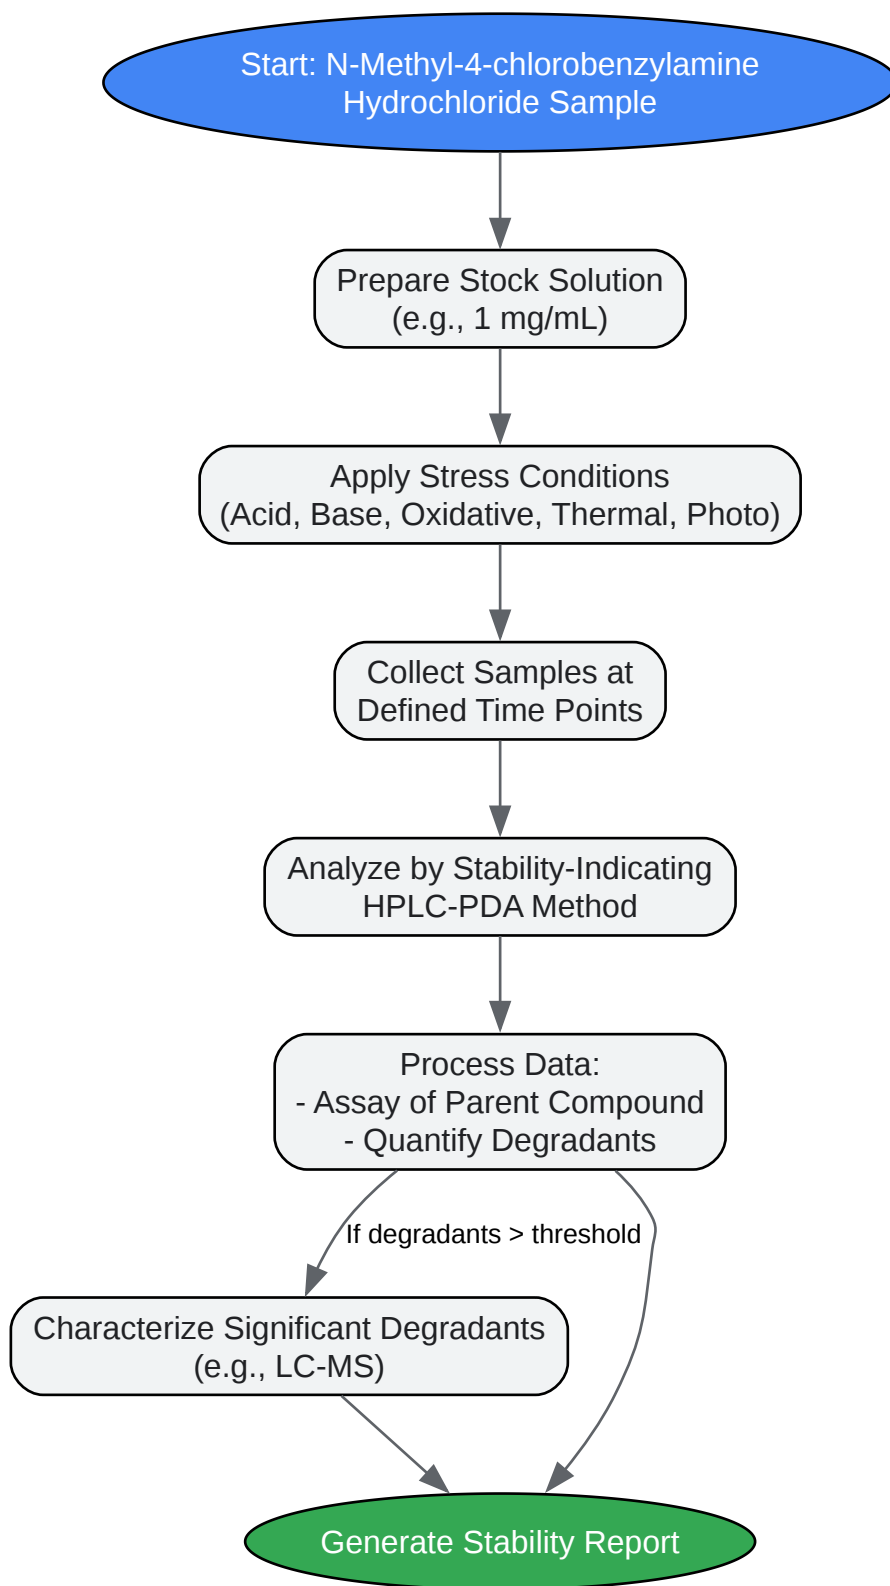 Start: N-Methyl-4-chlorobenzylamine
Hydrochloride Sample
Prepare Stock Solution
(e.g., 1 mg/mL)
Apply Stress Conditions
(Acid, Base, Oxidative, Thermal, Photo)
Collect Samples at
Defined Time Points
Analyze by Stability-Indicating
HPLC-PDA Method
Process Data:
- Assay of Parent Compound
- Quantify Degradants
If degradants > threshold
Characterize Significant Degradants
(e.g., LC-MS)
Generate Stability Report